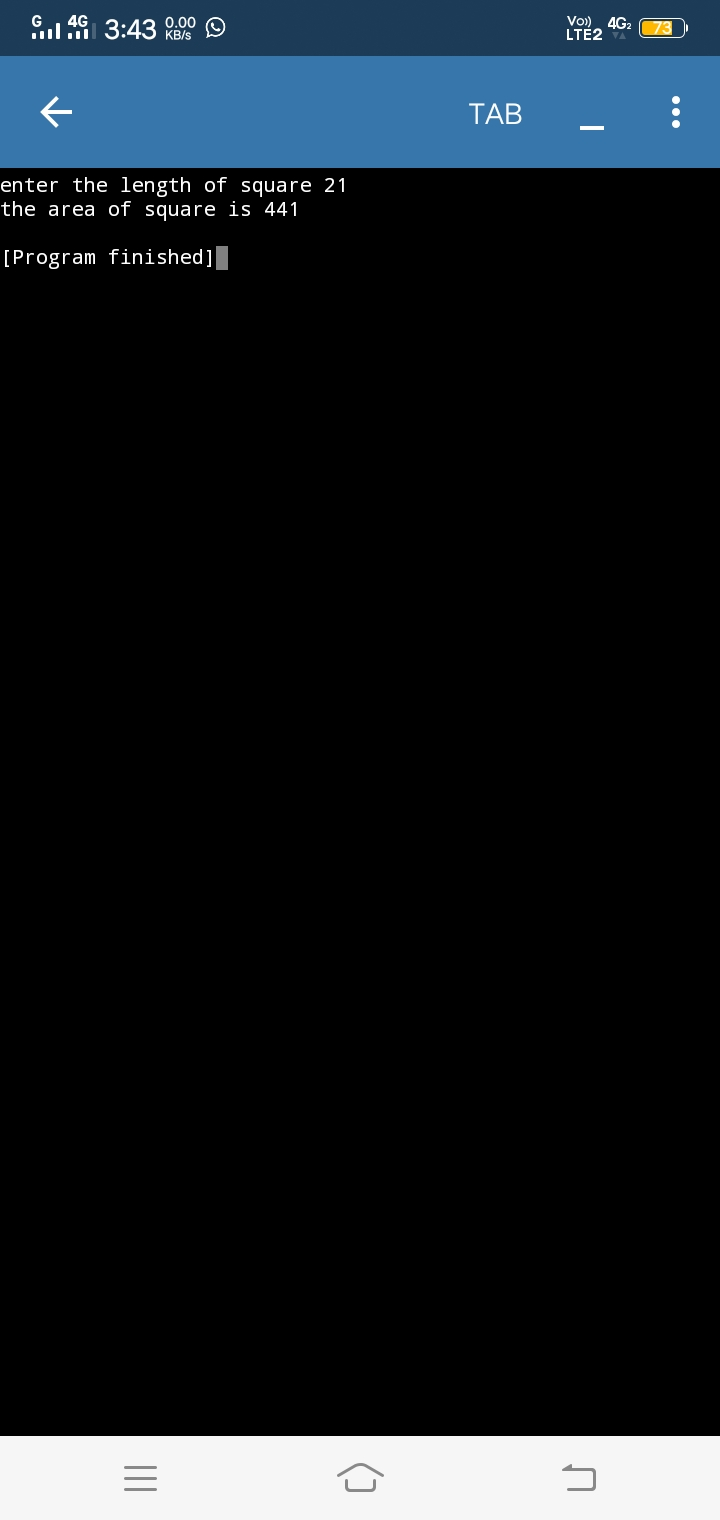 G 4G 3:43 0.00 KB/s Vo)) LTE2 4G2 73
TAB
enter the length of square 21
the area of square is 441
[Program finished]